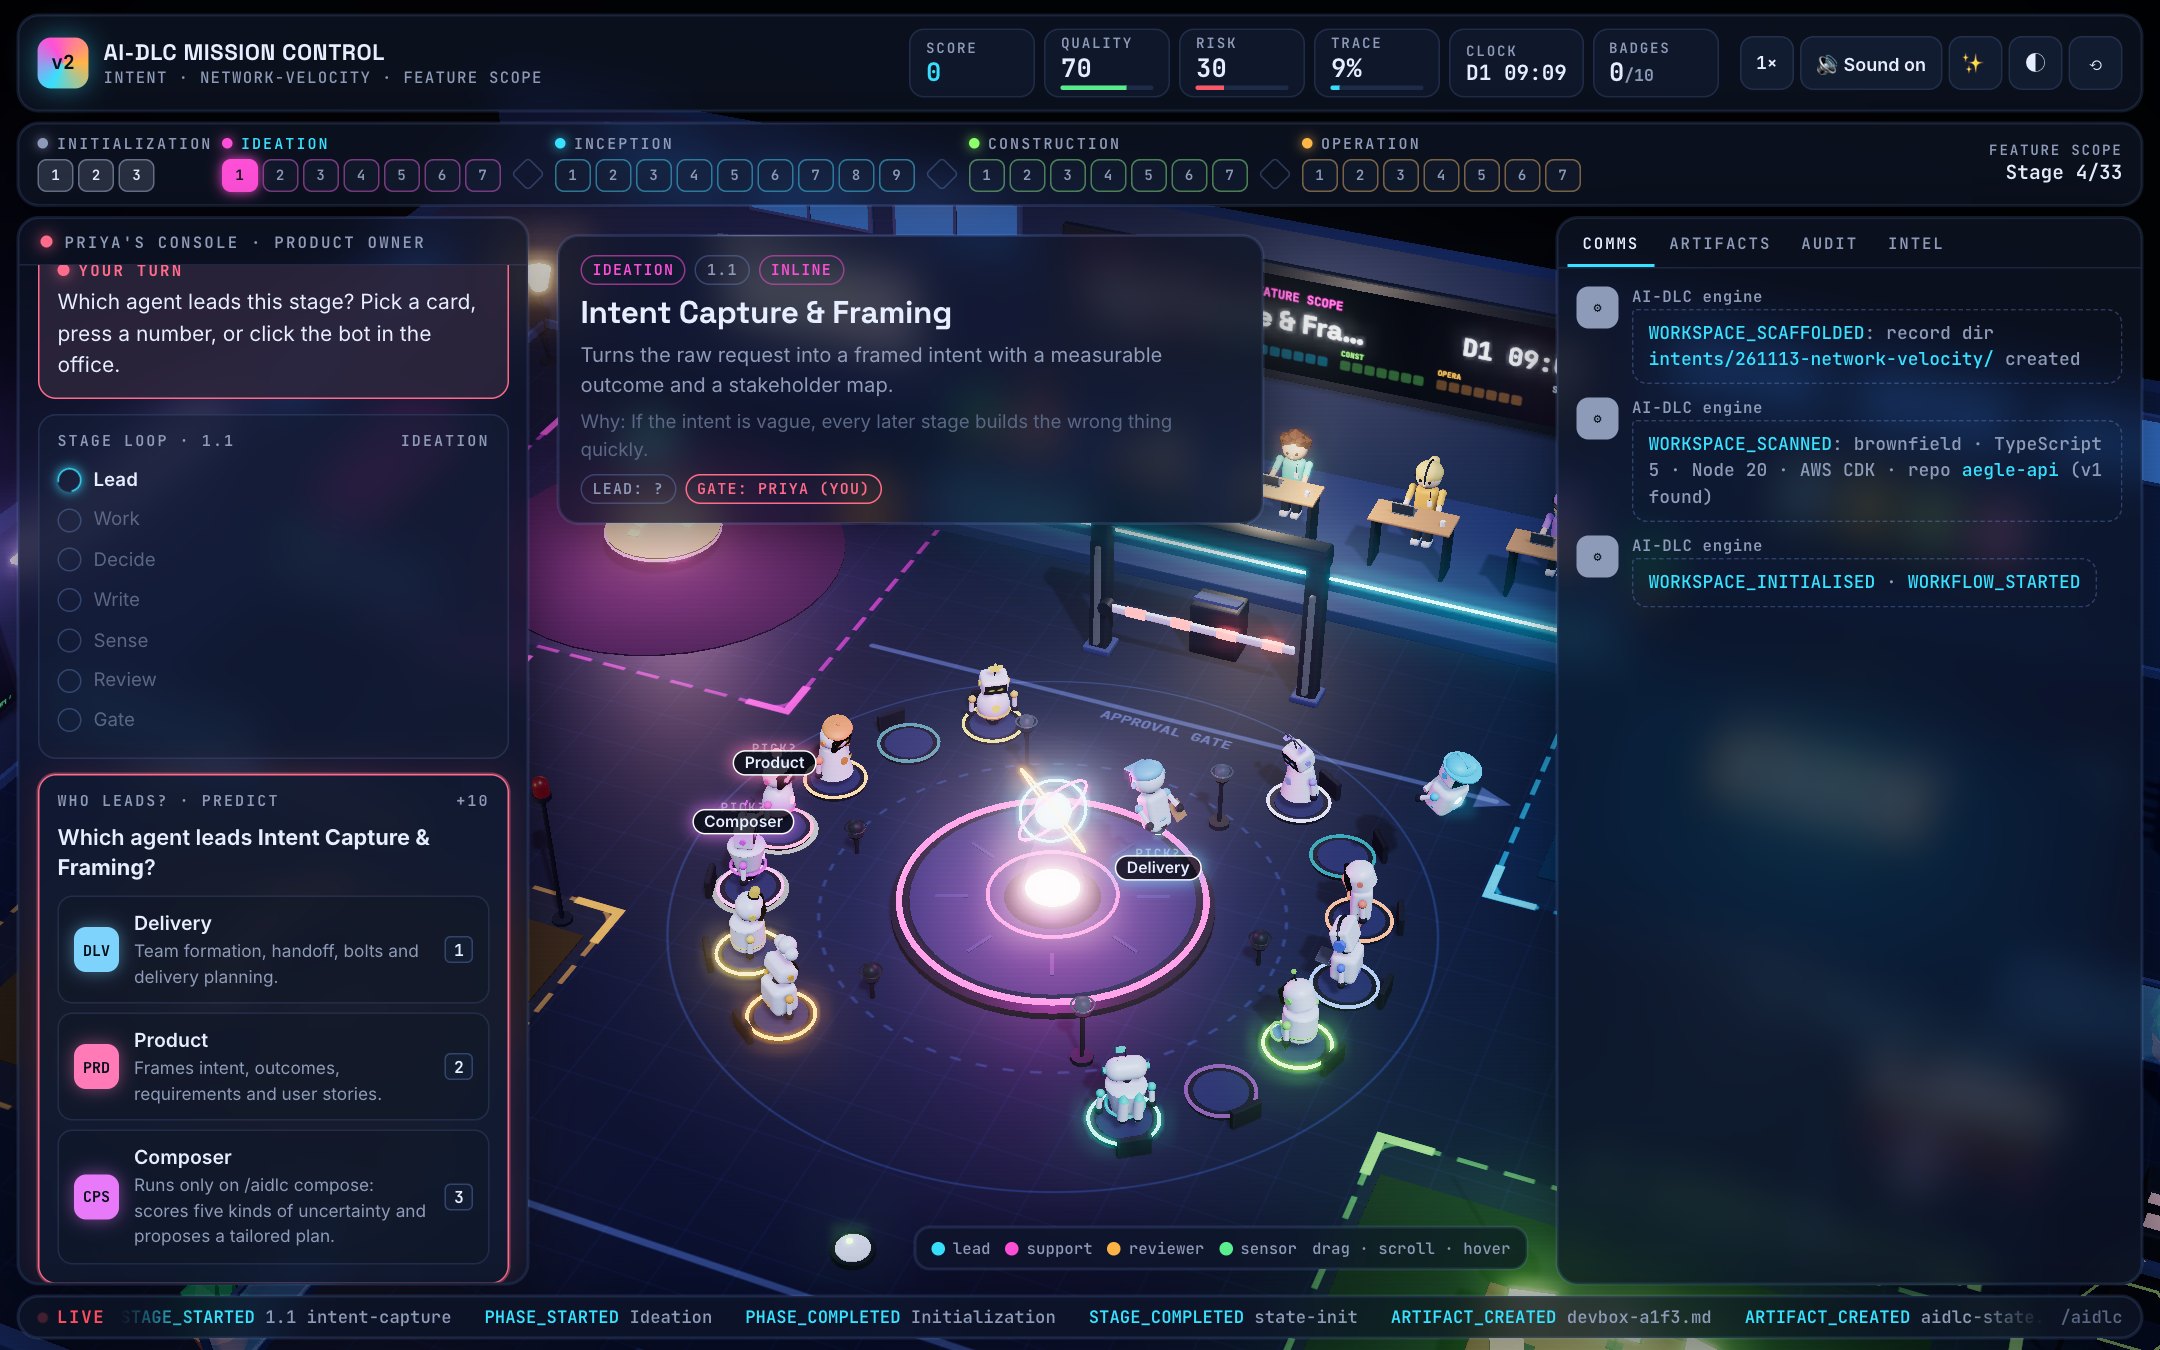 v2
AI-DLC MISSION CONTROL
INTENT · NETWORK-VELOCITY · FEATURE SCOPE
SCORE
0
QUALITY
70
RISK
30
TRACE
9%
CLOCK
D1 09:09
BADGES
0/10
1×
Sound on
INITIALIZATION
1 2 3
IDEATION
1 2 3 4 5 6 7
INCEPTION
1 2 3 4 5 6 7 8 9
CONSTRUCTION
1 2 3 4 5 6 7
OPERATION
1 2 3 4 5 6 7
FEATURE SCOPE
Stage 4/33
PRIYA'S CONSOLE · PRODUCT OWNER
YOUR TURN
Which agent leads this stage? Pick a card,
press a number, or click the bot in the
office.
STAGE LOOP · 1.1
IDEATION
Lead
Work
Decide
Write
Sense
Review
Gate
WHO LEADS? · PREDICT
+10
Which agent leads Intent Capture &
Framing?
DLV
Delivery
Team formation, handoff, bolts and
delivery planning.
1
PRD
Product
Frames intent, outcomes,
requirements and user stories.
2
CPS
Composer
Runs only on /aidlc compose:
scores five kinds of uncertainty and
proposes a tailored plan.
3
IDEATION
1.1
INLINE
Intent Capture & Framing
Turns the raw request into a framed intent with a measurable
outcome and a stakeholder map.
Why: If the intent is vague, every later stage builds the wrong thing
quickly.
LEAD: ?
GATE: PRIYA (YOU)
ATURE SCOPE
e & Fra...
D1 09:
CONST
OPERA
APPROVAL GATE
PICK?
Product
PICK?
Composer
PICK?
Delivery
lead
support
reviewer
sensor
drag · scroll · hover
COMMS
ARTIFACTS
AUDIT
INTEL
AI-DLC engine
WORKSPACE_SCAFFOLDED: record dir
intents/261113-network-velocity/ created
AI-DLC engine
WORKSPACE_SCANNED: brownfield · TypeScript
5 · Node 20 · AWS CDK · repo aegle-api (v1
found)
AI-DLC engine
WORKSPACE_INITIALISED · WORKFLOW_STARTED
LIVE
STAGE_STARTED 1.1 intent-capture
PHASE_STARTED Ideation
PHASE_COMPLETED Initialization
STAGE_COMPLETED state-init
ARTIFACT_CREATED devbox-a1f3.md
ARTIFACT_CREATED aidlc-state.
/aidlc